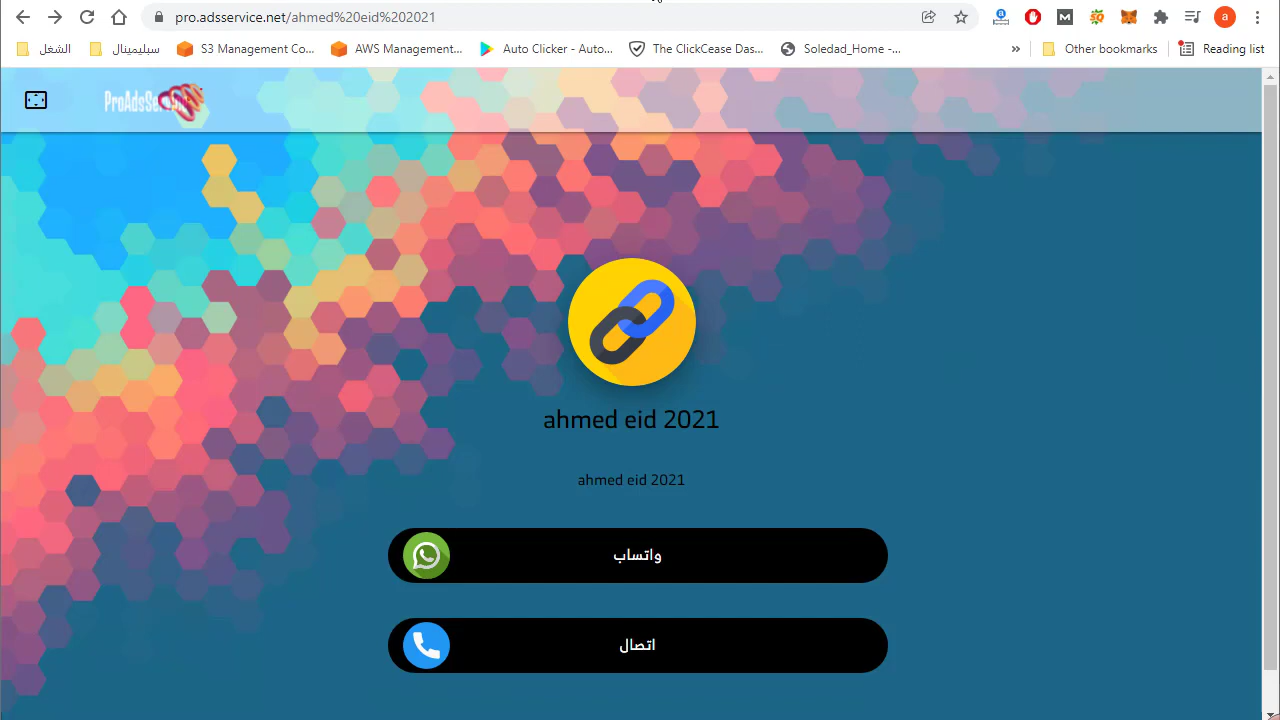 pro.adsservice.net/ahmed%20eid%202021
a
الشغل
سبليمينال
S3 Management Co...
AWS Management...
Auto Clicker - Auto...
The ClickCease Das...
Soledad_Home -...
»
Other bookmarks
Reading list
ahmed eid 2021
ahmed eid 2021
واتساب
اتصال